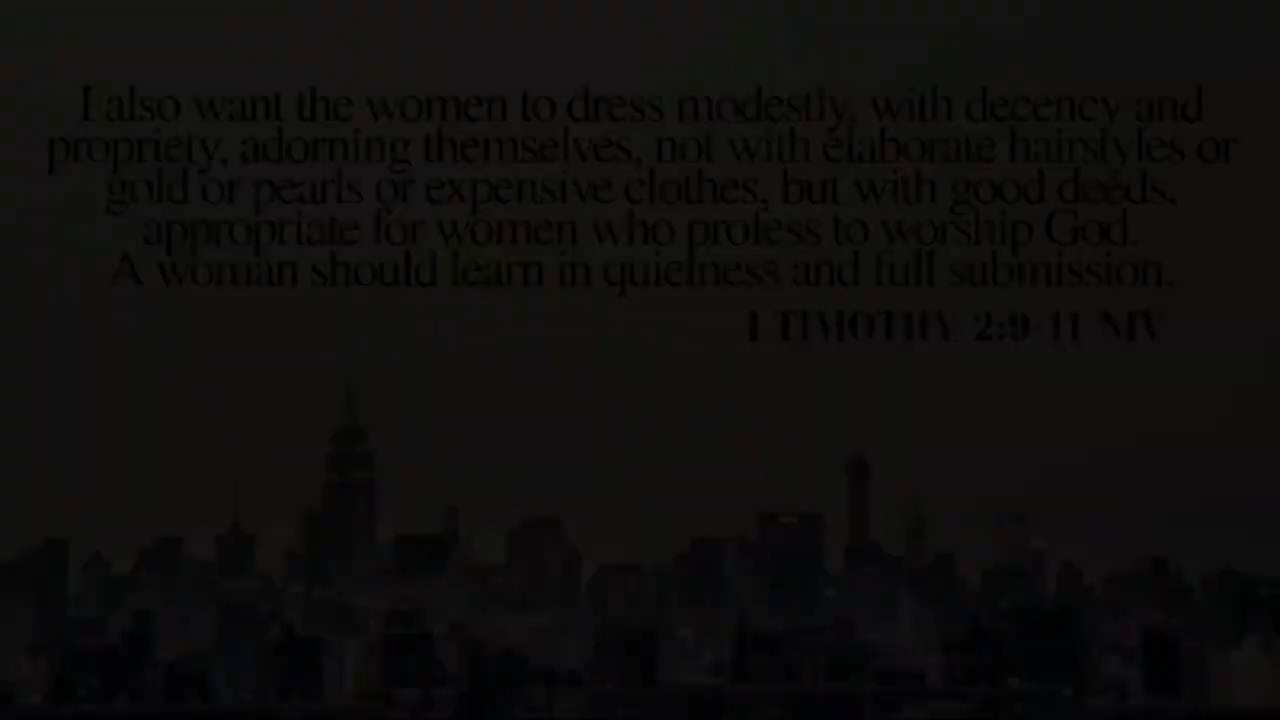 I also want the women to dress modestly, with decency and
propriety, adorning themselves, not with elaborate hairstyles or
gold or pearls or expensive clothes, but with good deeds,
appropriate for women who profess to worship God.
A woman should learn in quietness and full submission.
1 TIMOTHY 2:9-11 NIV